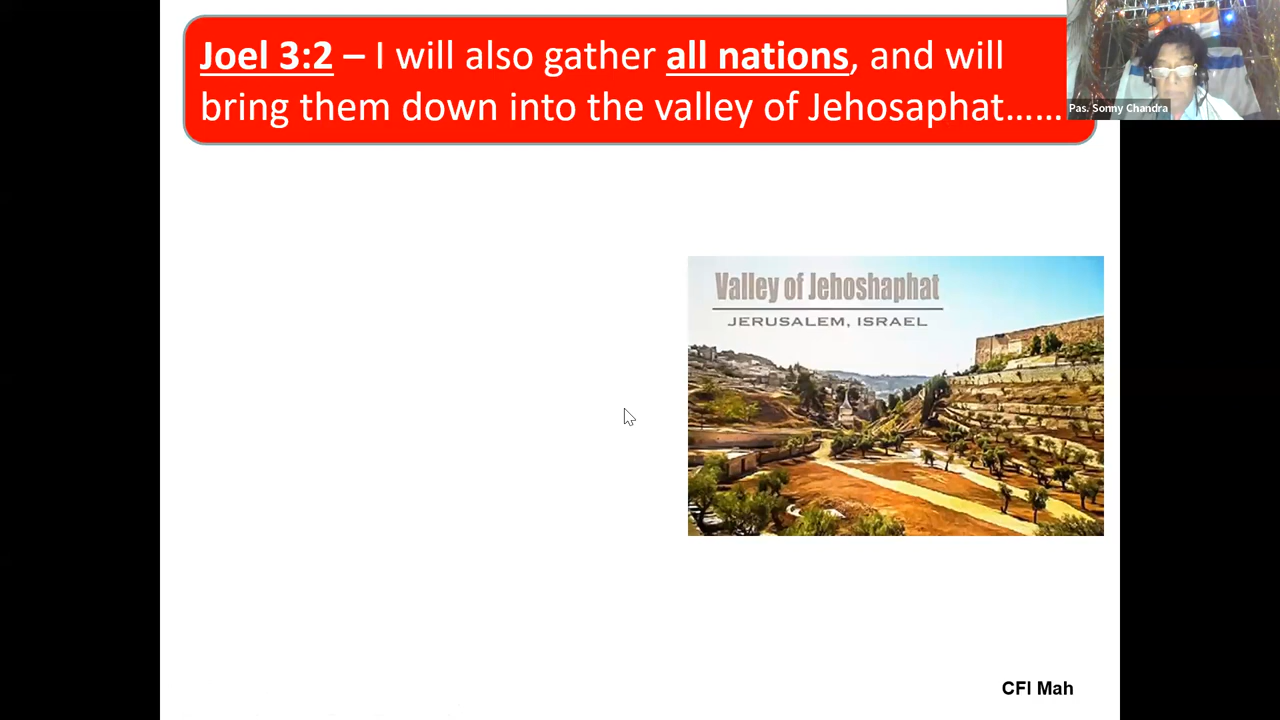 Joel 3:2 – I will also gather all nations, and will
bring them down into the valley of Jehosaphat……
Pas. Sonny Chandra
Valley of Jehoshaphat
JERUSALEM, ISRAEL
CFI Mah